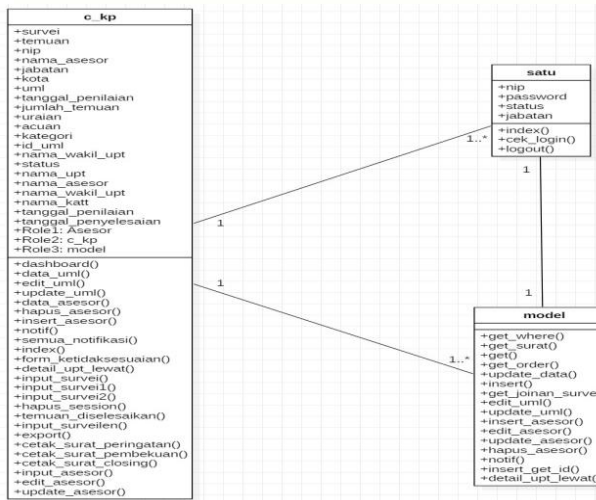 c_kp
+survei
+temuan
+nip
+nama_asesor
+jabatan
+kota
+uml
+tanggal_penilaian
+jumlah_temuan
+uraian
+acuan
+kategori
+id_uml
+nama_wakil_upt
+status
+nama_upt
+nama_asesor
+nama_wakil_upt
+nama_katt
+tanggal_penilaian
+tanggal_penyelesaian
+Role1: Asesor
+Role2: c_kp
+Role3: model
+dashboard()
+data_uml()
+edit_uml()
+update_uml()
+data_asesor()
+hapus_asesor()
+insert_asesor()
+notif()
+semua_notifikasi()
+index()
+form_ketidaksesuaian()
+detail_upt_lewat()
+input_survei()
+input_survei1()
+input_survei2()
+hapus_session()
+temuan_diselesaikan()
+input_surveilen()
+export()
+cetak_surat_peringatan()
+cetak_surat_pembekuan()
+cetak_surat_closing()
+input_asesor()
+edit_asesor()
+update_asesor()
1
1..*
1
1..*
satu
+nip
+password
+status
+jabatan
+index()
+cek_login()
+logout()
1
1
model
+get_where()
+get_surat()
+get()
+get_order()
+update_data()
+insert()
+get_joinan_surve
+edit_uml()
+update_uml()
+insert_asesor()
+edit_asesor()
+update_asesor()
+hapus_asesor()
+notif()
+insert_get_id()
+detail_upt_lewat(